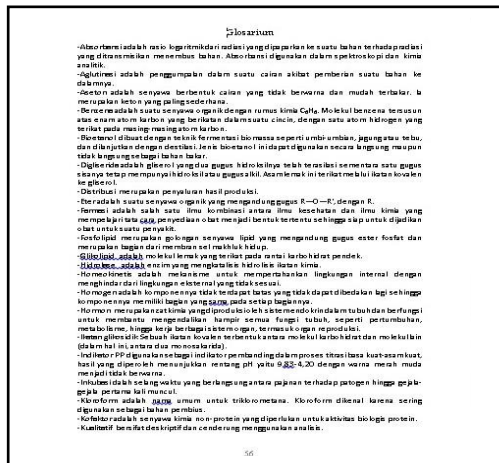 Glosarium
-Absorbansi adalah rasio logaritmik dari radiasi yang dipaparkan ke suatu bahan terhadap radiasi
yang ditransmisikan menembus bahan. Absorbansi digunakan dalam spektroskopi dan kimia
analitik.
-Aglutinesi adalah penggumpalan dalam suatu cairan akibat pemberian suatu bahan ke
dalamnya.
-Aseton adalah senyawa berbentuk cairan yang tidak berwarna dan mudah terbakar. Ia
merupakan keton yang paling sederhana.
-Benzena adalah suatu senyawa organik dengan rumus kimia C₆H₆. Molekul benzena tersusun
atas enam atom karbon yang berikatan dalam suatu cincin, dengan satu atom hidrogen yang
terikat pada masing-masing atom karbon.
-Bioetanol dibuat dengan teknik fermentasi biomassa seperti umbi-umbian, jagung atau tebu,
dan dilanjutkan dengan destilasi. Jenis bioetanol ini dapat digunakan secara langsung maupun
tidak langsung sebagai bahan bakar.
-Digliserida adalah gliserol yang dua gugus hidroksilnya telah terasilasi sementara satu gugus
sisanya tetap mempunyai hidroksil atau gugus alkil. Asam lemak ini terikat melalui ikatan kovalen
ke gliserol.
-Distribusi merupakan penyaluran hasil produksi.
-Eter adalah suatu senyawa organik yang mengandung gugus R—O—R', dengan R.
-Farmasi adalah salah satu ilmu kombinasi antara ilmu kesehatan dan ilmu kimia yang
mempelajari tata cara penyediaan obat menjadi bentuk tertentu sehingga siap untuk dijadikan
obat untuk suatu penyakit.
-Fosfolipid merupakan golongan senyawa lipid yang mengandung gugus ester fosfat dan
merupakan bagian dari membran sel makhluk hidup.
-Glikolipid adalah molekul lemak yang terikat pada rantai karbohidrat pendek.
-Hidrolase adalah enzim yang mengkatalisis hidrolisis ikatan kimia.
-Homeokinetis adalah mekanisme untuk mempertahankan lingkungan internal dengan
menghindar dari lingkungan eksternal yang tidak sesuai.
-Homogen adalah komponennya tidak terdapat batas yang tidak dapat dibedakan lagi sehingga
komponennya memiliki bagian yang sama pada setiap bagiannya.
-Hormon merupakan zat kimia yang diproduksi oleh sistem endokrin dalam tubuh dan berfungsi
untuk membantu mengendalikan hampir semua fungsi tubuh, seperti pertumbuhan,
metabolisme, hingga kerja berbagai sistem organ, termasuk organ reproduksi.
-Ikatan glikosidik Sebuah ikatan kovalen terbentuk antara molekul karbohidrat dan molekul lain
(dalam hal ini, antara dua monosakarida).
-Indikator PP digunakan sebagai indikator pembanding dalam proses titrasi basa kuat-asam kuat,
hasil yang diperoleh menunjukkan rentang pH yaitu 9,82-4,20 dengan warna merah muda
menjadi tidak berwarna.
-Inkubasi dalah selang waktu yang berlangsung antara pajanan terhadap patogen hingga gejala-
gejala pertama kali muncul.
-Kloroform adalah nama umum untuk triklorometana. Kloroform dikenal karena sering
digunakan sebagai bahan pembius.
-Kofaktor adalah senyawa kimia non-protein yang diperlukan untuk aktivitas biologis protein.
-Kualitatif bersifat deskriptif dan cenderung menggunakan analisis.
56